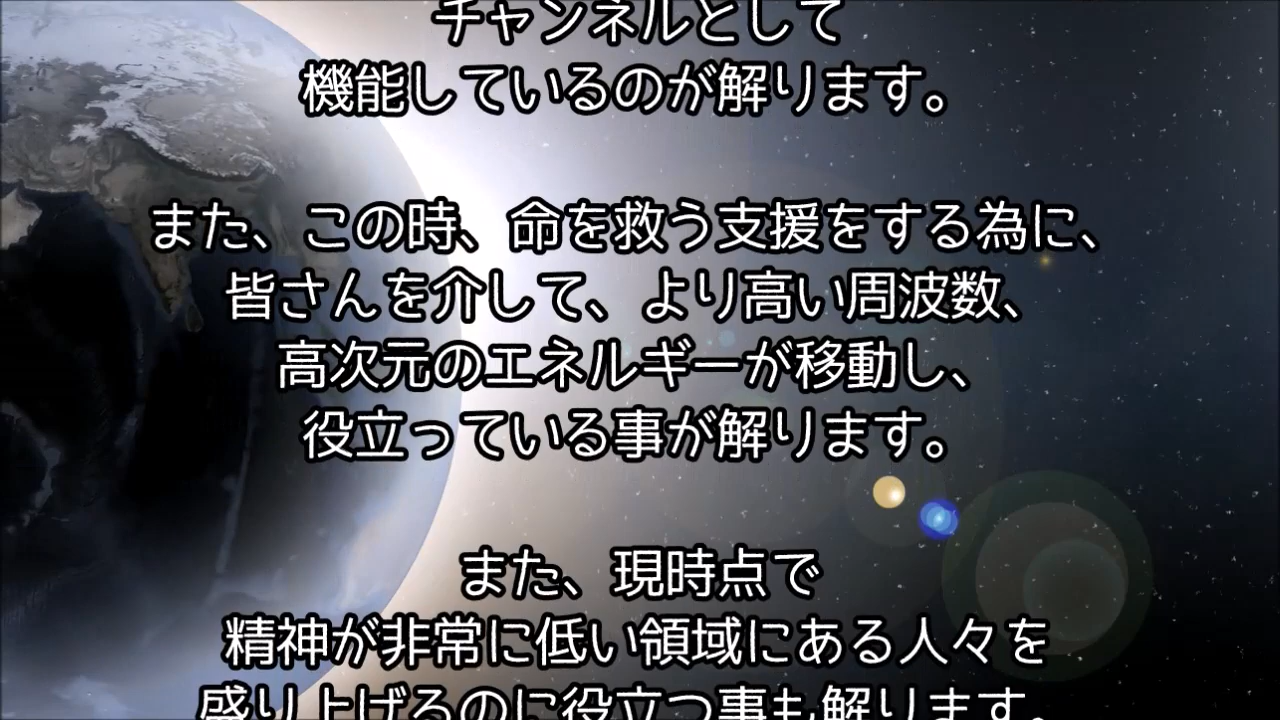 チャンネルとして
機能しているのが解ります。
また、この時、命を救う支援をする為に、
皆さんを介して、より高い周波数、
高次元のエネルギーが移動し、
役立っている事が解ります。
また、現時点で
精神が非常に低い領域にある人々を
盛り上げるのに役立つ事も解ります。